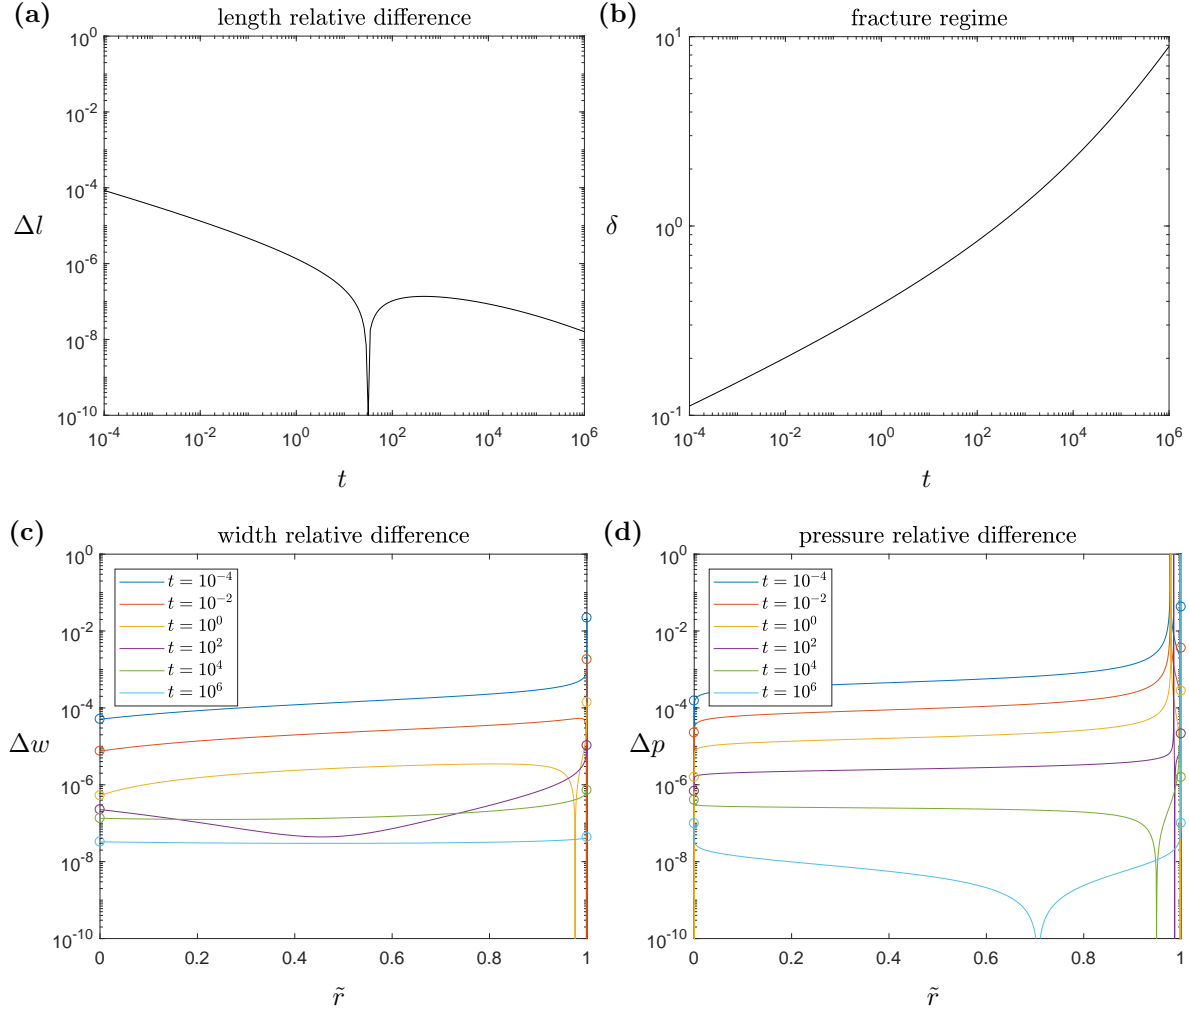 (a) length relative difference
10^0
10^-2
10^-4
Δl
10^-6
10^-8
10^-10
10^-4 10^-2 10^0 10^2 10^4 10^6
t
(b) fracture regime
10^1
δ
10^0
10^-1
10^-4 10^-2 10^0 10^2 10^4 10^6
t
(c) width relative difference
10^0
10^-2
10^-4
Δw
10^-6
10^-8
10^-10
t = 10^-4
t = 10^-2
t = 10^0
t = 10^2
t = 10^4
t = 10^6
0 0.2 0.4 0.6 0.8 1
r̃
(d) pressure relative difference
10^0
10^-2
10^-4
Δp
10^-6
10^-8
10^-10
t = 10^-4
t = 10^-2
t = 10^0
t = 10^2
t = 10^4
t = 10^6
0 0.2 0.4 0.6 0.8 1
r̃